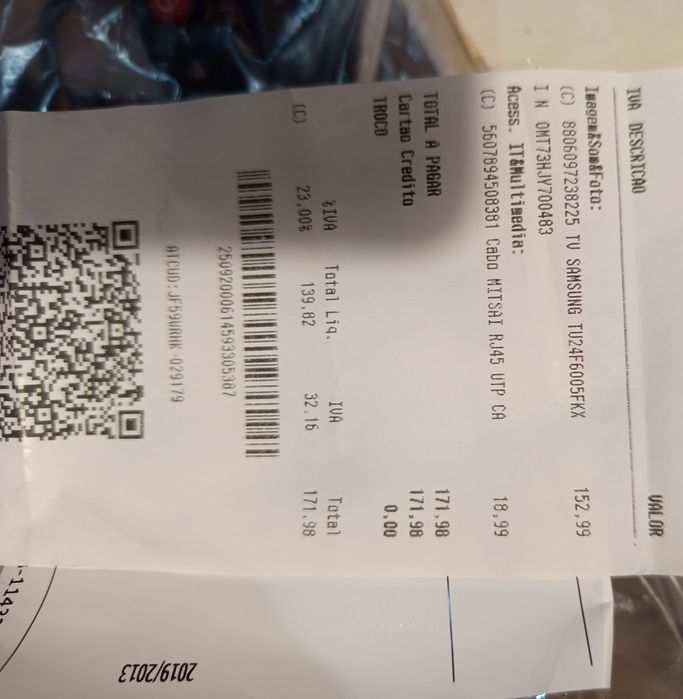 IVA DESCRICAO VALOR
Imagem&Som&Foto:
(C) 8806097238225 TV SAMSUNG TU24F6005FKX 152,99
I N OMT73HJY700483
Acess. IT&Multimedia:
(C) 5607894508381 Cabo MITSAI RJ45 UTP CA 18,99
TOTAL A PAGAR 171,98
Cartao Credito 171,98
TROCO 0,00
%IVA Total Liq. IVA Total
(C) 23,00% 139,82 32,16 171,98
25092000614593305387
ATCUD:JF59VRHK-029179
2019/2013